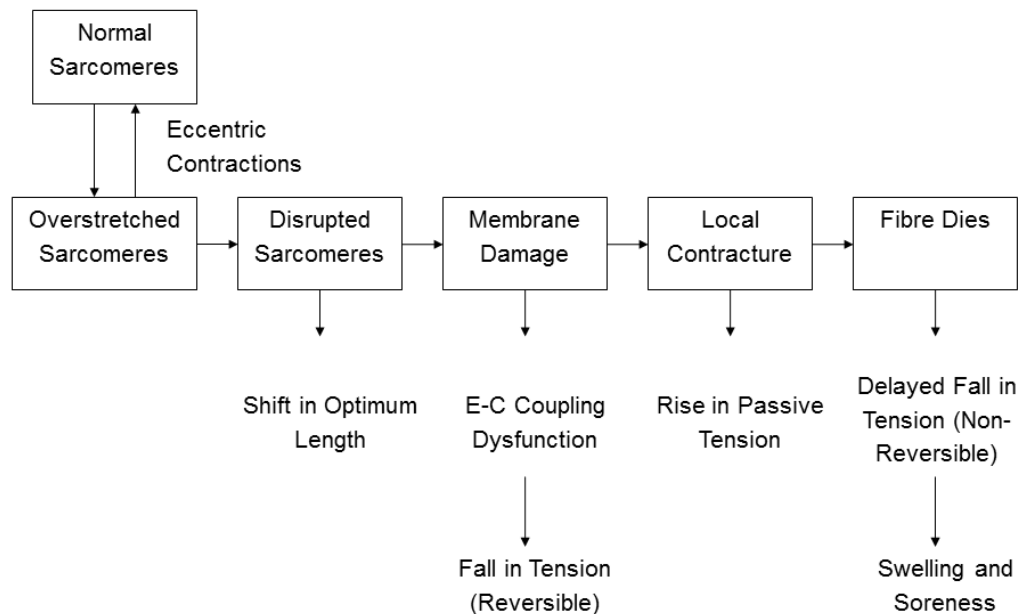 Normal
Sarcomeres
Eccentric
Contractions
Overstretched
Sarcomeres
Disrupted
Sarcomeres
Membrane
Damage
Local
Contracture
Fibre Dies
Shift in Optimum
Length
E-C Coupling
Dysfunction
Rise in Passive
Tension
Delayed Fall in
Tension (Non-
Reversible)
Fall in Tension
(Reversible)
Swelling and
Soreness